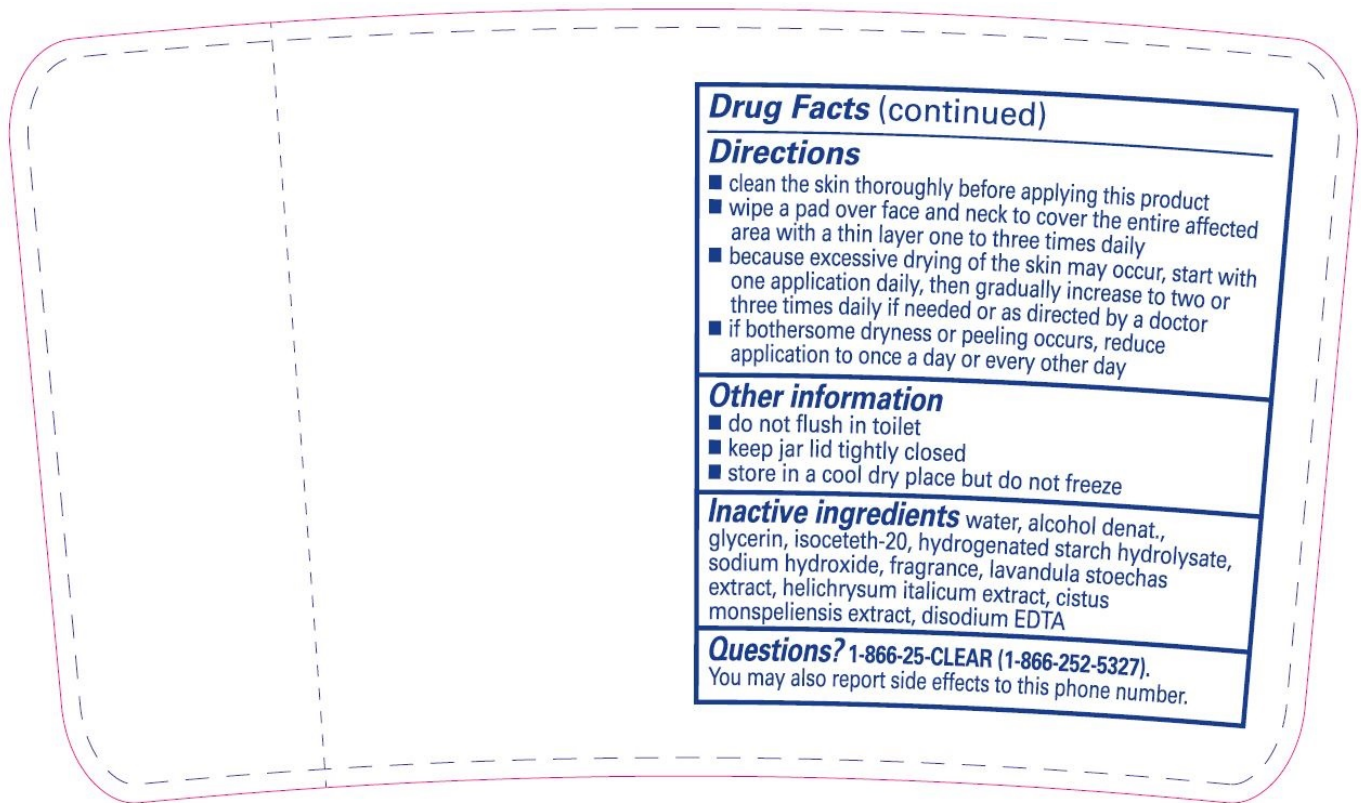 Drug Facts (continued)
Directions
■ clean the skin thoroughly before applying this product
■ wipe a pad over face and neck to cover the entire affected
area with a thin layer one to three times daily
■ because excessive drying of the skin may occur, start with
one application daily, then gradually increase to two or
three times daily if needed or as directed by a doctor
■ if bothersome dryness or peeling occurs, reduce
application to once a day or every other day
Other information
■ do not flush in toilet
■ keep jar lid tightly closed
■ store in a cool dry place but do not freeze
Inactive ingredients water, alcohol denat.,
glycerin, isoceteth-20, hydrogenated starch hydrolysate,
sodium hydroxide, fragrance, lavandula stoechas
extract, helichrysum italicum extract, cistus
monspeliensis extract, disodium EDTA
Questions? 1-866-25-CLEAR (1-866-252-5327).
You may also report side effects to this phone number.